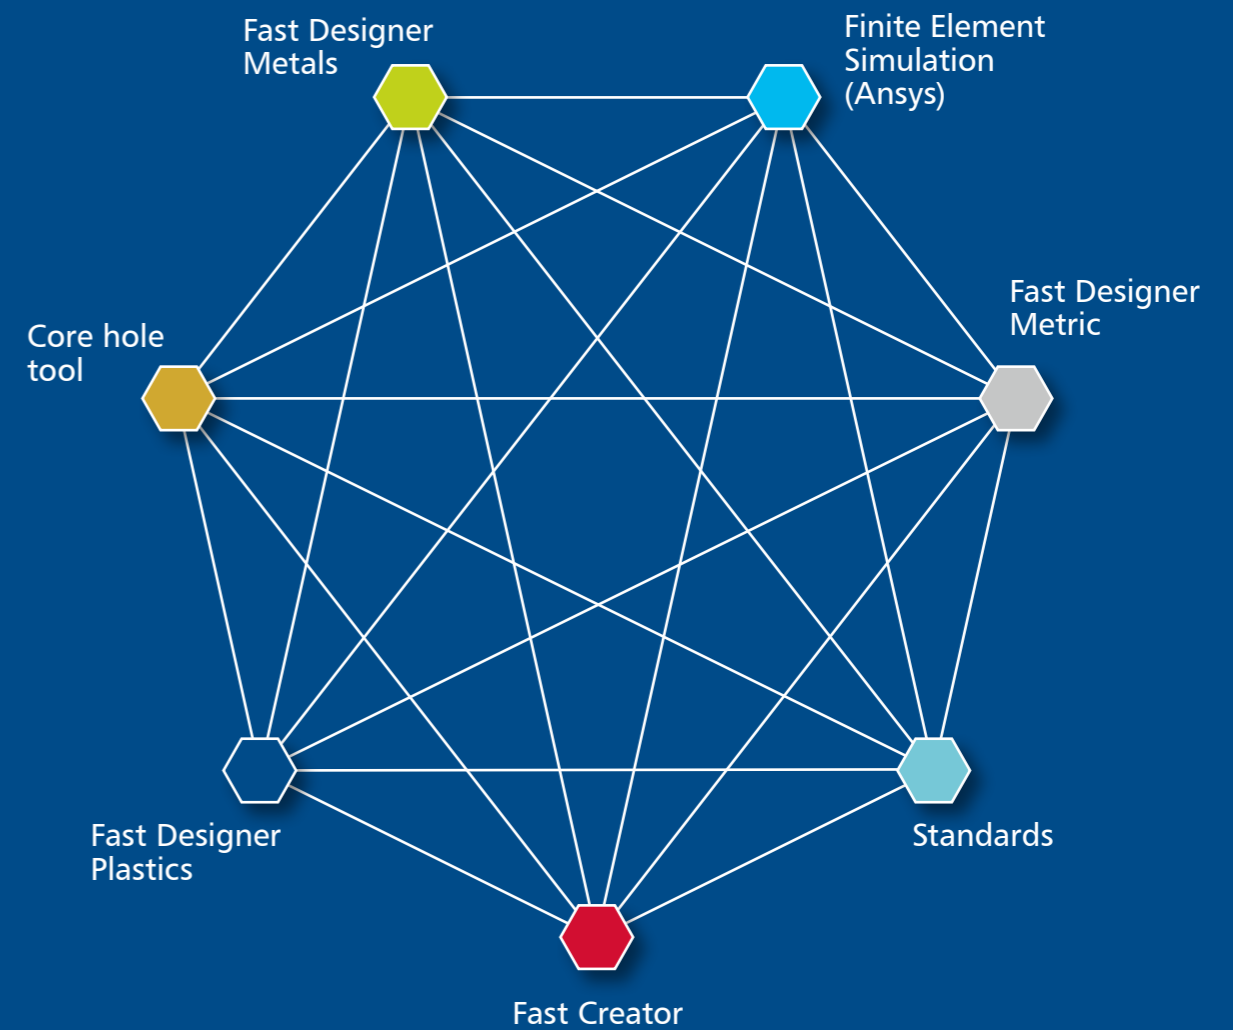 Fast Designer
Metals
Finite Element
Simulation
(Ansys)
Fast Designer
Metric
Core hole
tool
Fast Designer
Plastics
Standards
Fast Creator